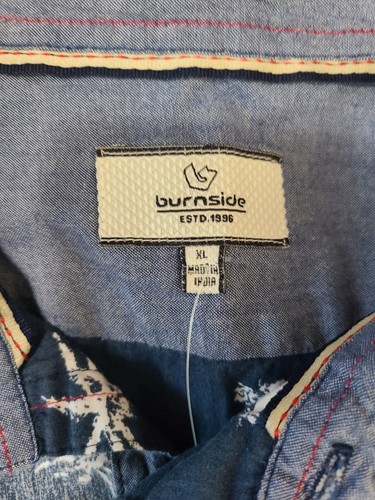 burnside
ESTD.1996
XL
MADE IN
INDIA